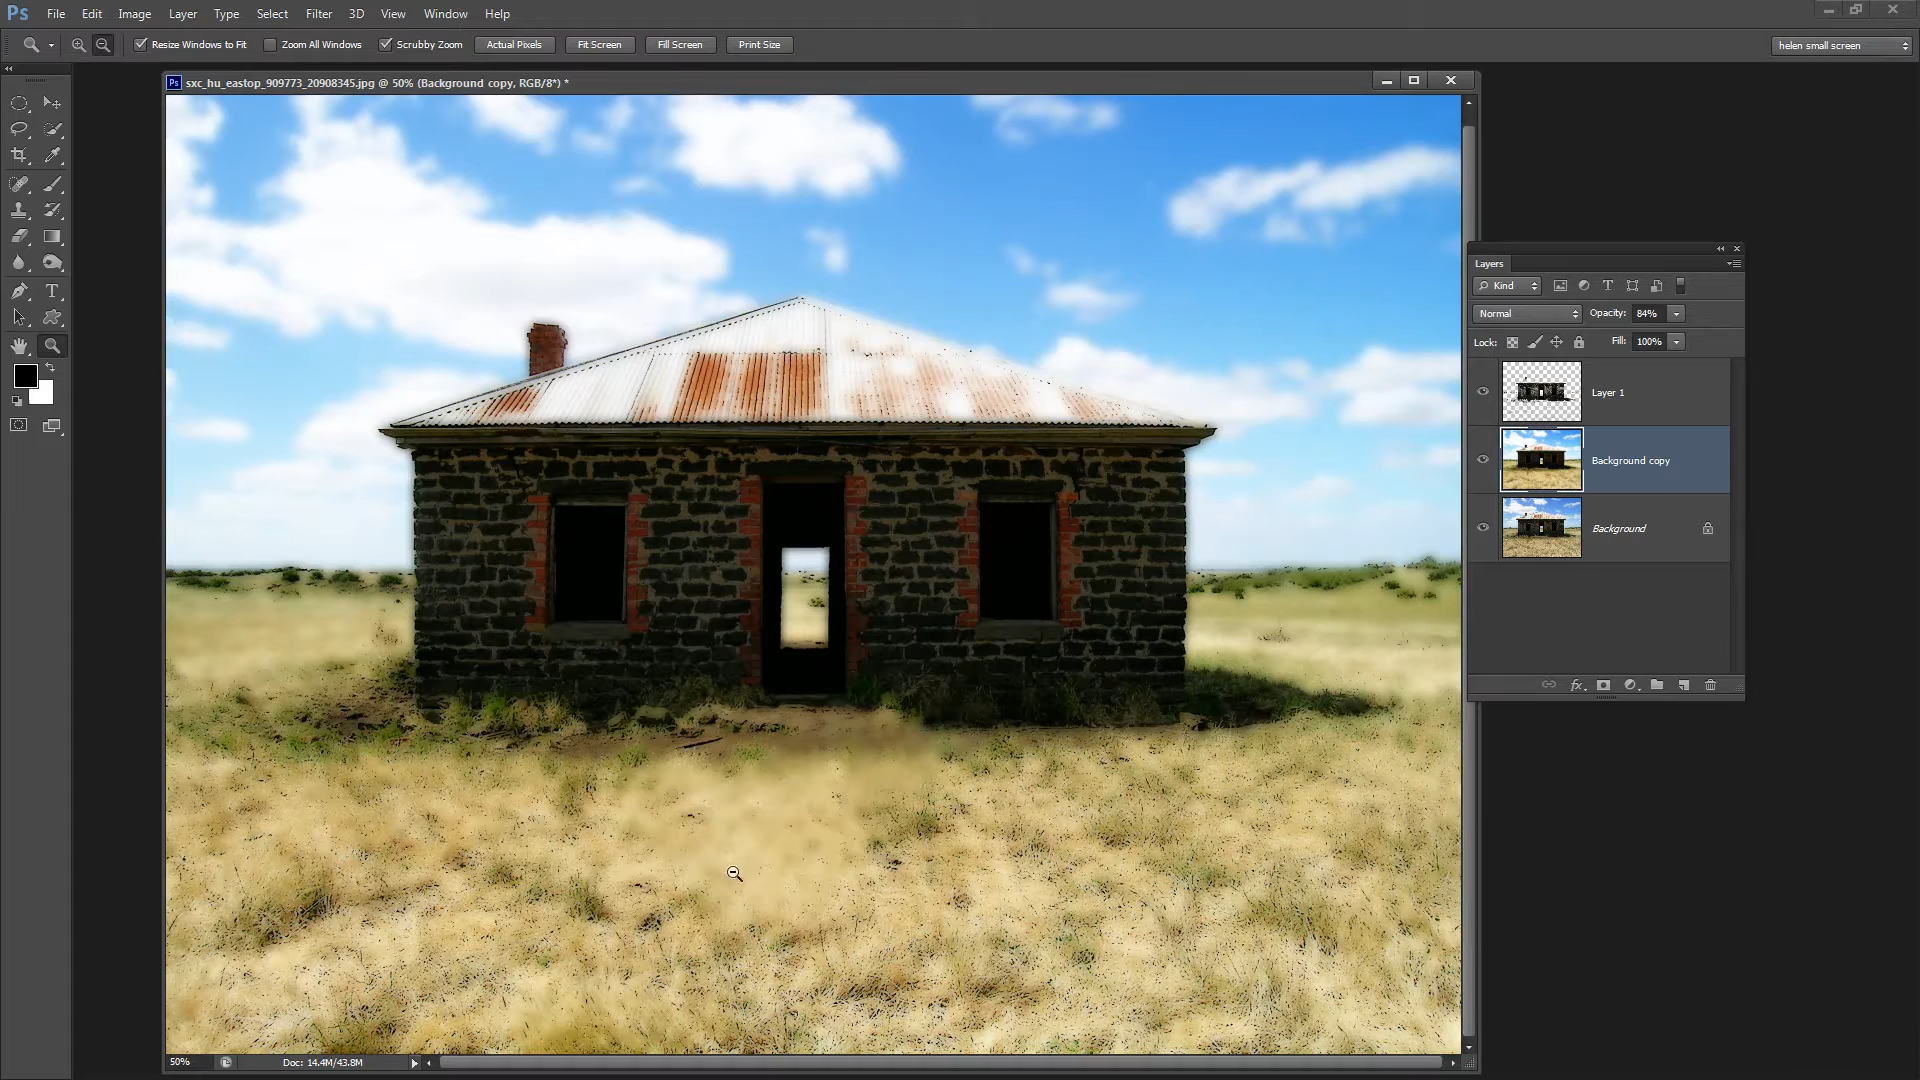 Ps File Edit Image Layer Type Select Filter 3D View Window Help
Resize Windows to Fit Zoom All Windows Scrubby Zoom Actual Pixels Fit Screen Fill Screen Print Size helen small screen
Ps sxc_hu_eastop_909773_20908345.jpg @ 50% (Background copy, RGB/8*) *
Layers
Kind
Normal Opacity: 84%
Lock: Fill: 100%
Layer 1
Background copy
Background
50% Doc: 14.4M/43.8M